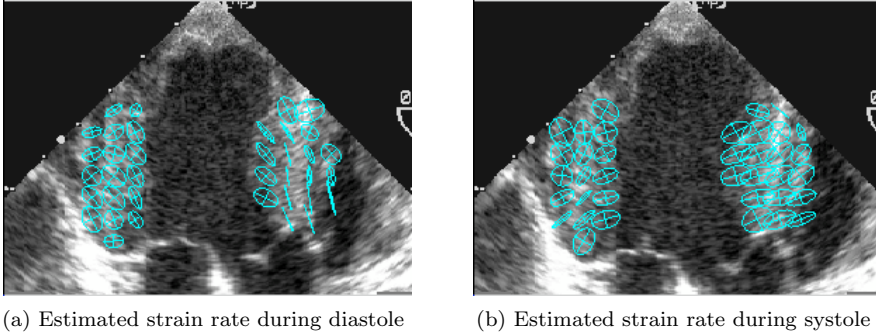 (a) Estimated strain rate during diastole
(b) Estimated strain rate during systole